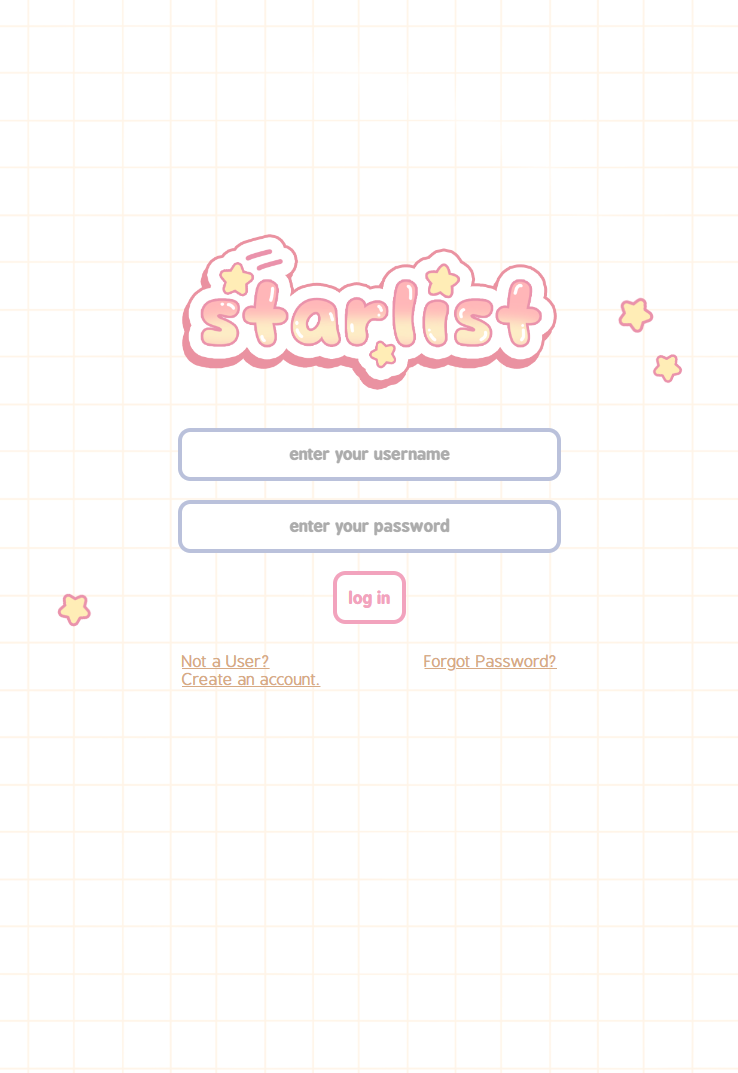 starlist
enter your username
enter your password
log in
Not a User?
Create an account.
Forgot Password?